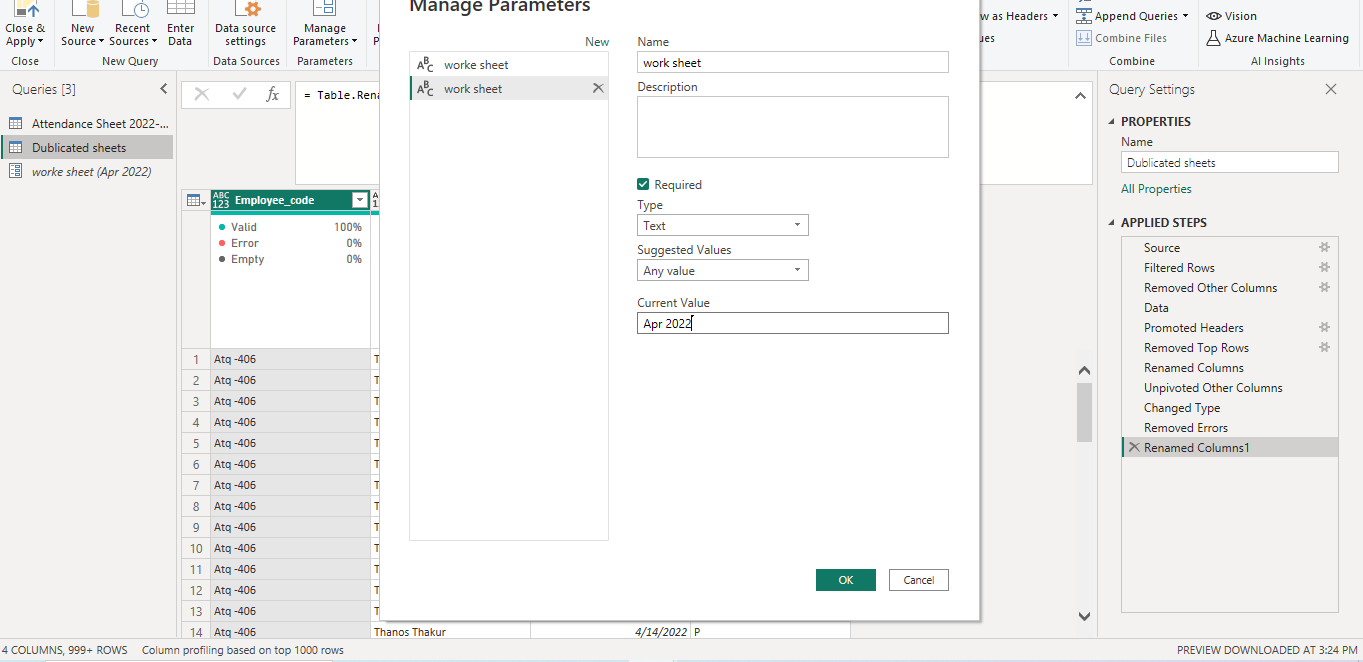 Manage Parameters
Close &
Apply
New
Source
Recent
Sources
Enter
Data
Data source
settings
Manage
Parameters
P
w as Headers
ues
Append Queries
Combine Files
Vision
Azure Machine Learning
Close
New Query
Data Sources
Parameters
Combine
AI Insights
Queries [3]
Attendance Sheet 2022-...
Dublicated sheets
worke sheet (Apr 2022)
fx
= Table.Rena
ABC
123
Employee_code
A
1
Valid 100%
Error 0%
Empty 0%
1 Atq -406 T
2 Atq -406 T
3 Atq -406 T
4 Atq -406 T
5 Atq -406 T
6 Atq -406 T
7 Atq -406 T
8 Atq -406 T
9 Atq -406 T
10 Atq -406 T
11 Atq -406 T
12 Atq -406 T
13 Atq -406 T
14 Atq -406 Thanos Thakur 4/14/2022 P
New
ABC worke sheet
ABC work sheet
Name
work sheet
Description
Required
Type
Text
Suggested Values
Any value
Current Value
Apr 2022
OK
Cancel
Query Settings
PROPERTIES
Name
Dublicated sheets
All Properties
APPLIED STEPS
Source
Filtered Rows
Removed Other Columns
Data
Promoted Headers
Removed Top Rows
Renamed Columns
Unpivoted Other Columns
Changed Type
Removed Errors
Renamed Columns1
4 COLUMNS, 999+ ROWS
Column profiling based on top 1000 rows
PREVIEW DOWNLOADED AT 3:24 PM